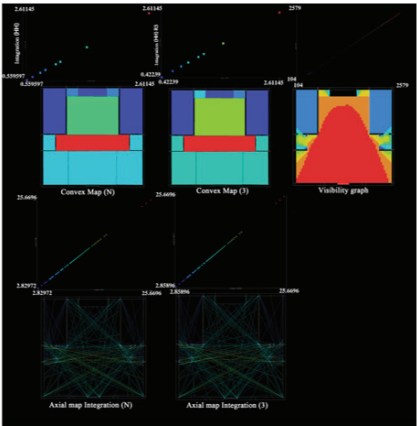 2.61145
2.61145
2579
Integration [HH]
Integration [HH] R3
0.559597
0.42239
194
0.559597
2.61145
0.42239
2.61145
194
2579
Convex Map (N)
Convex Map (3)
Visibility graph
25.6696
25.6696
2.82972
2.85896
2.82972
25.6696
2.85896
25.6696
Axial map Integration (N)
Axial map Integration (3)